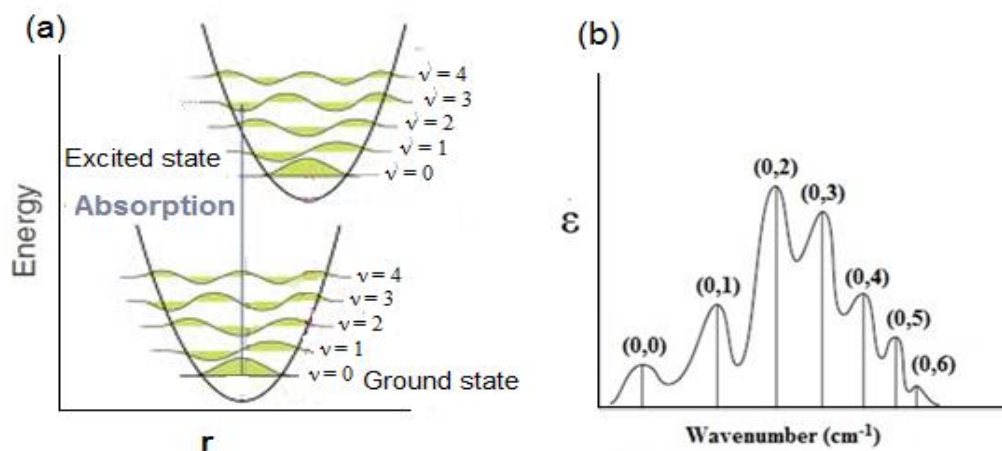 (a)
ν' = 4
ν' = 3
ν' = 2
ν' = 1
ν' = 0
Excited state
Absorption
Energy
ν = 4
ν = 3
ν = 2
ν = 1
ν = 0
Ground state
r
(b)
ε
(0,0)
(0,1)
(0,2)
(0,3)
(0,4)
(0,5)
(0,6)
Wavenumber (cm⁻¹)